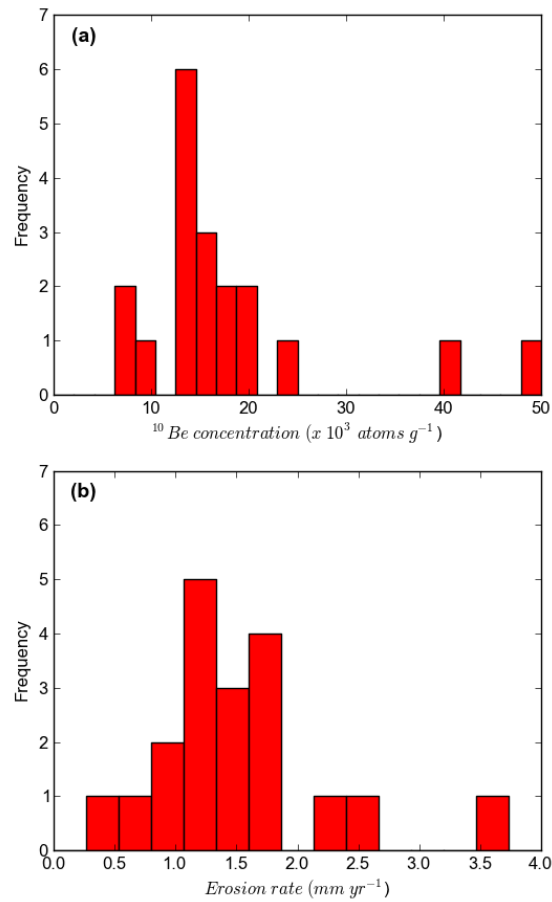 (a)
7
6
5
4
3
2
1
0
Frequency
0 10 20 30 40 50
¹⁰ Be concentration (x 10³ atoms g⁻¹)
(b)
7
6
5
4
3
2
1
0
Frequency
0.0 0.5 1.0 1.5 2.0 2.5 3.0 3.5 4.0
Erosion rate (mm yr⁻¹)